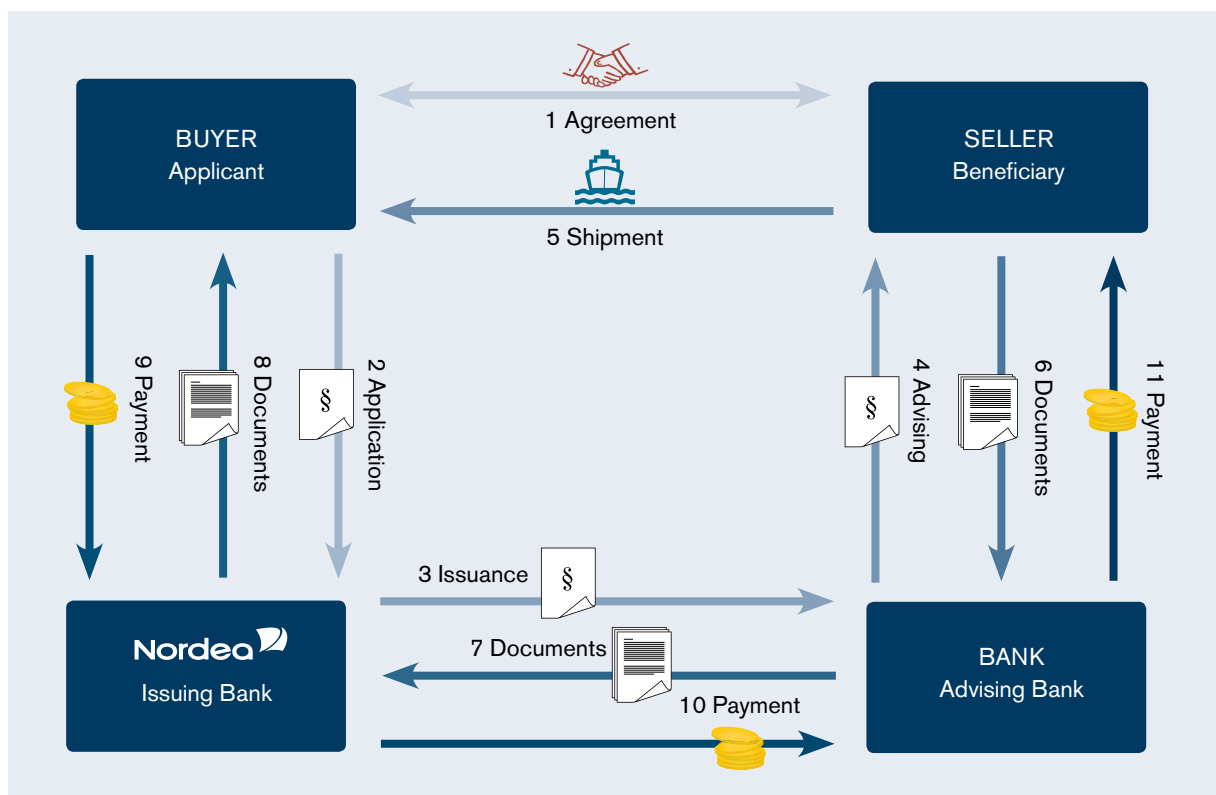 BUYER
Applicant
1 Agreement
SELLER
Beneficiary
5 Shipment
9 Payment
8 Documents
§
2 Application
§
4 Advising
6 Documents
11 Payment
3 Issuance
§
7 Documents
10 Payment
Nordea
Issuing Bank
BANK
Advising Bank